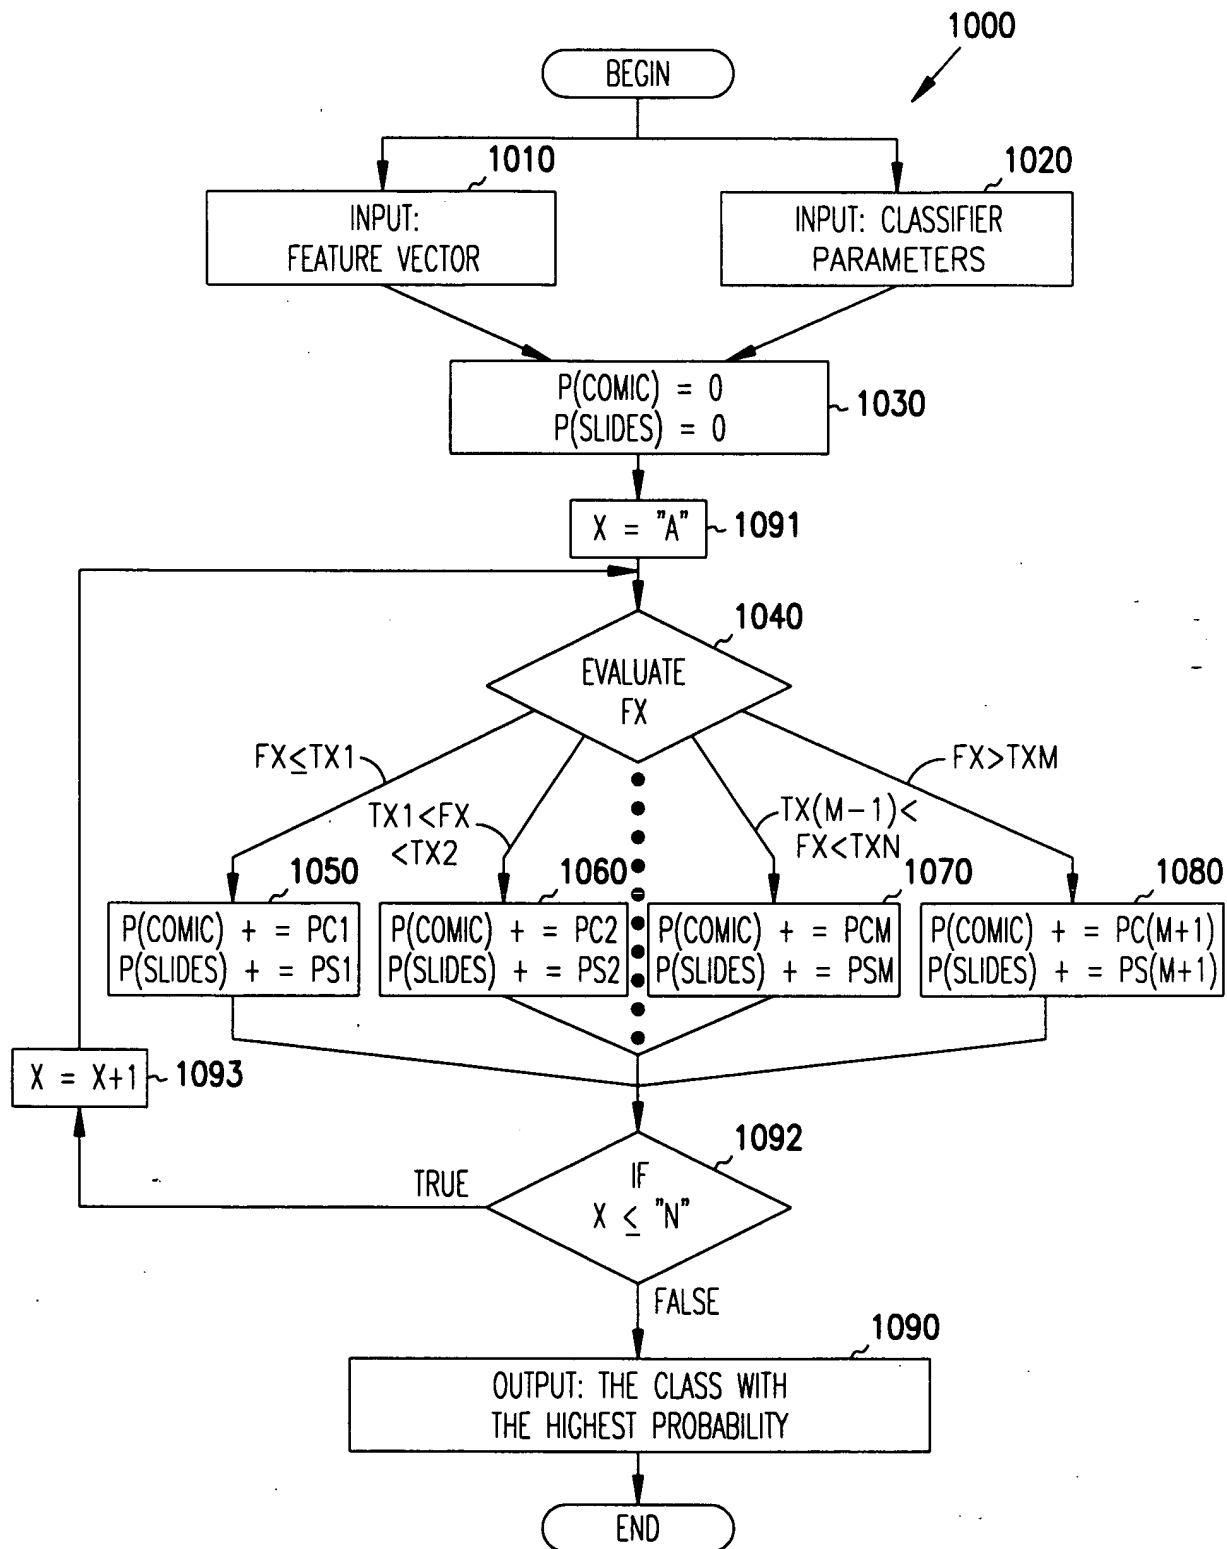 1000
BEGIN
1010
INPUT:
FEATURE VECTOR
1020
INPUT: CLASSIFIER
PARAMETERS
P(COMIC) = 0
P(SLIDES) = 0
1030
X = "A"
1091
1040
EVALUATE
FX
FX≤TX1
TX1<FX
<TX2
TX(M-1)<
FX<TXN
FX>TXM
1050
P(COMIC) + = PC1
P(SLIDES) + = PS1
1060
P(COMIC) + = PC2
P(SLIDES) + = PS2
1070
P(COMIC) + = PCM
P(SLIDES) + = PSM
1080
P(COMIC) + = PC(M+1)
P(SLIDES) + = PS(M+1)
X = X+1
1093
1092
IF
X ≤ "N"
TRUE
FALSE
1090
OUTPUT: THE CLASS WITH
THE HIGHEST PROBABILITY
END